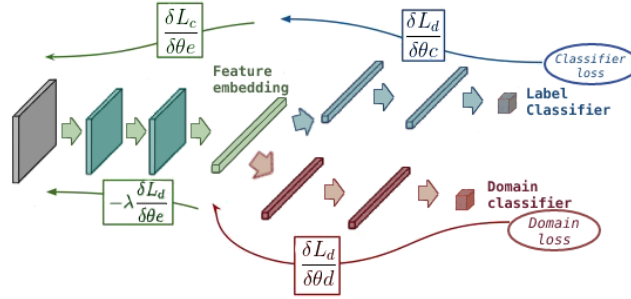 δL_c
δθe
δL_d
δθc
Classifier
loss
Feature
embedding
Label
Classifier
−λ δL_d
δθe
Domain
classifier
Domain
loss
δL_d
δθd